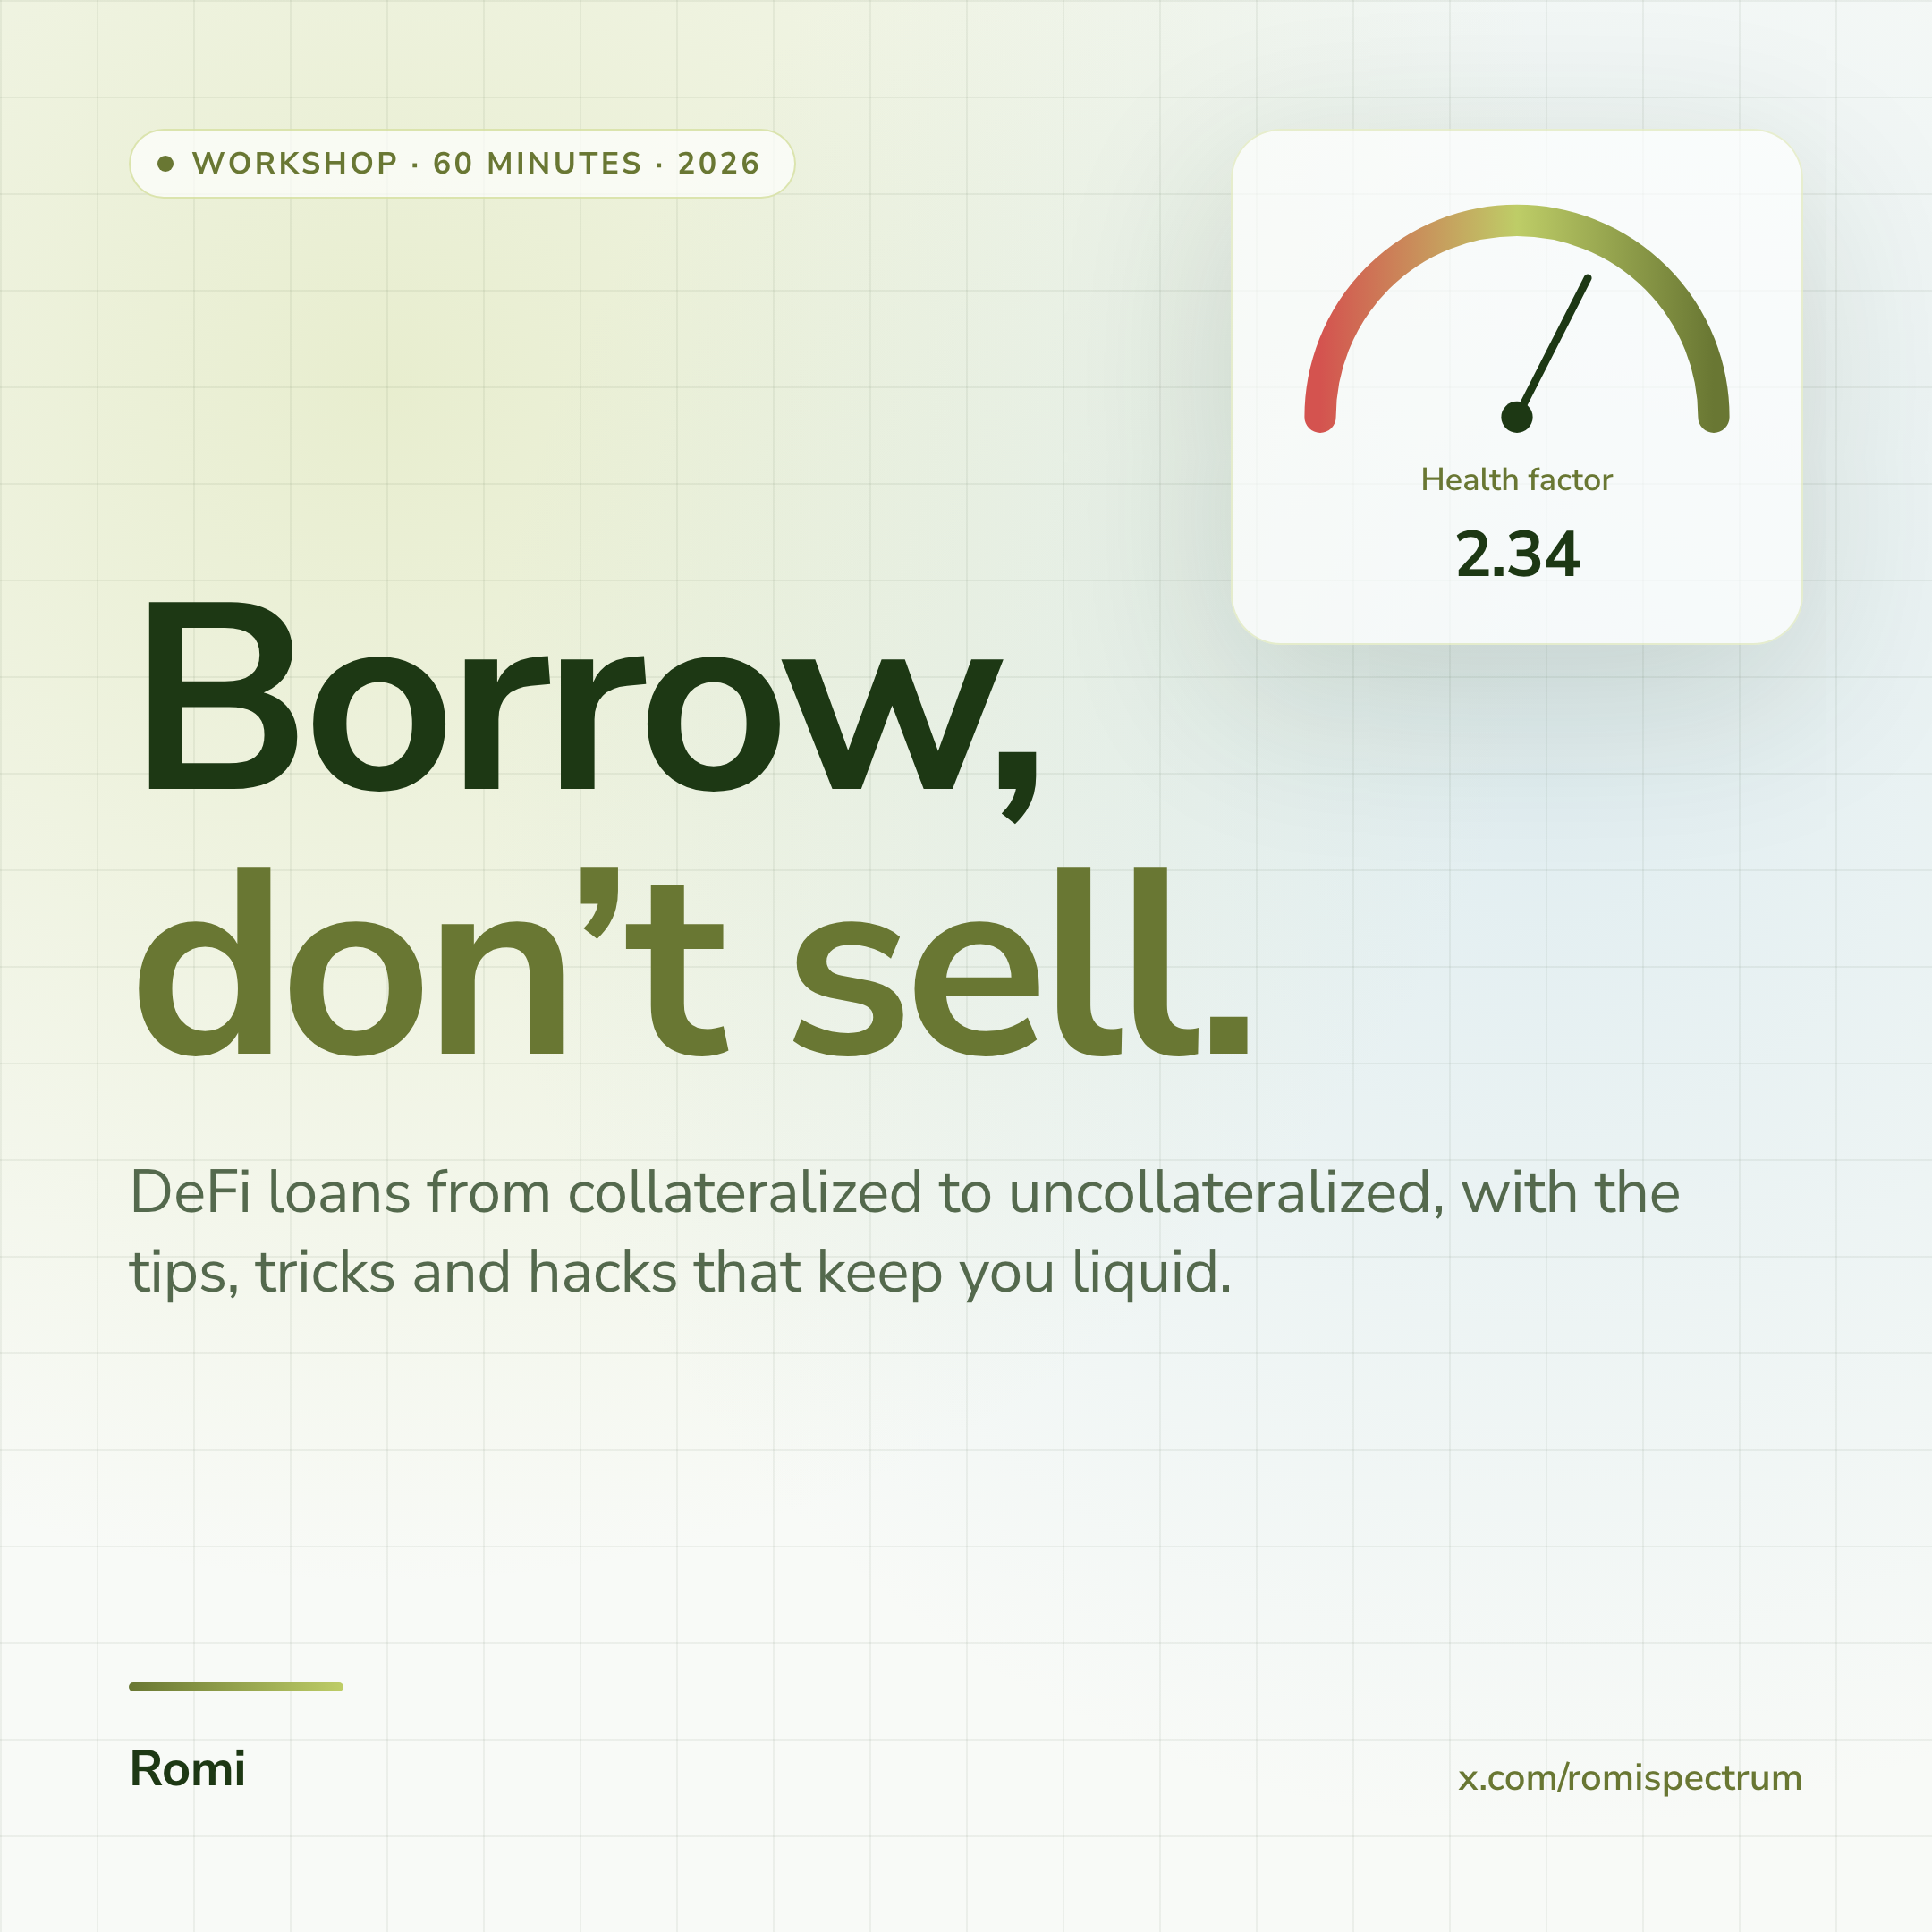 WORKSHOP · 60 MINUTES · 2026
Health factor
2.34
Borrow,
don’t sell.
DeFi loans from collateralized to uncollateralized, with the
tips, tricks and hacks that keep you liquid.
Romi
x.com/romispectrum